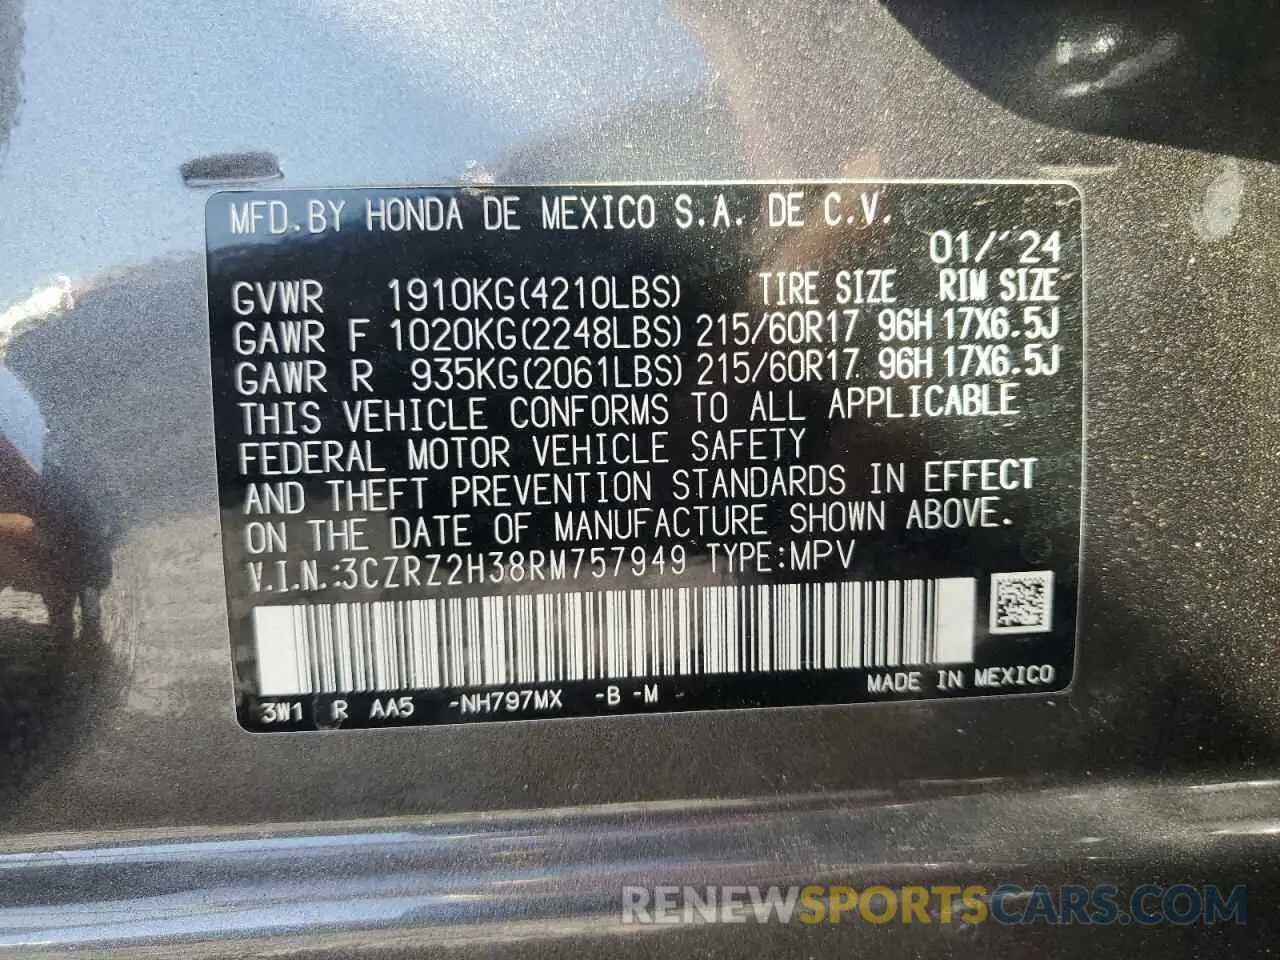 MFD.BY HONDA DE MEXICO S.A. DE C.V.
01/'24
GVWR 1910KG(4210LBS) TIRE SIZE RIM SIZE
GAWR F 1020KG(2248LBS) 215/60R17 96H 17X6.5J
GAWR R 935KG(2061LBS) 215/60R17 96H 17X6.5J
THIS VEHICLE CONFORMS TO ALL APPLICABLE
FEDERAL MOTOR VEHICLE SAFETY
AND THEFT PREVENTION STANDARDS IN EFFECT
ON THE DATE OF MANUFACTURE SHOWN ABOVE.
V.I.N.:3CZRZ2H38RM757949 TYPE:MPV
3W1 R AA5 -NH797MX -B -M - MADE IN MEXICO
RENEWSPORTSCARS.COM